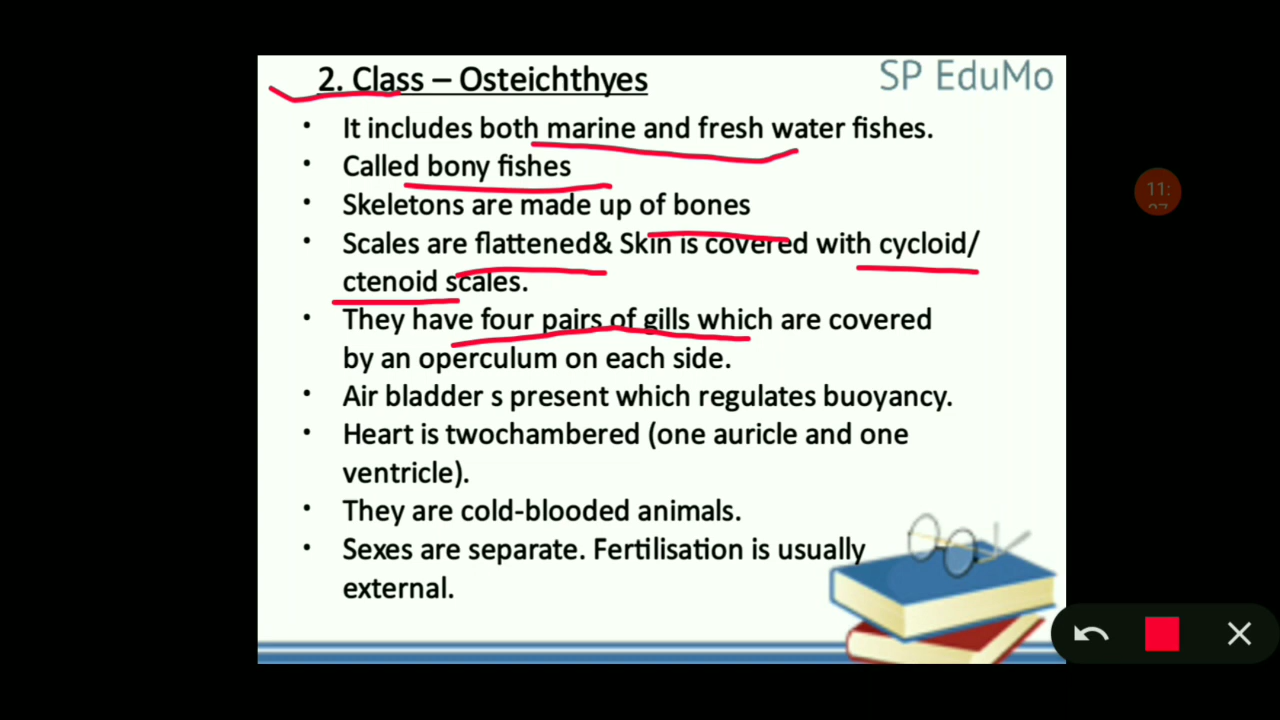 2. Class – Osteichthyes
SP EduMo
• It includes both marine and fresh water fishes.
• Called bony fishes
• Skeletons are made up of bones
• Scales are flattened& Skin is covered with cycloid/
ctenoid scales.
• They have four pairs of gills which are covered
by an operculum on each side.
• Air bladder s present which regulates buoyancy.
• Heart is twochambered (one auricle and one
ventricle).
• They are cold-blooded animals.
• Sexes are separate. Fertilisation is usually
external.
11: